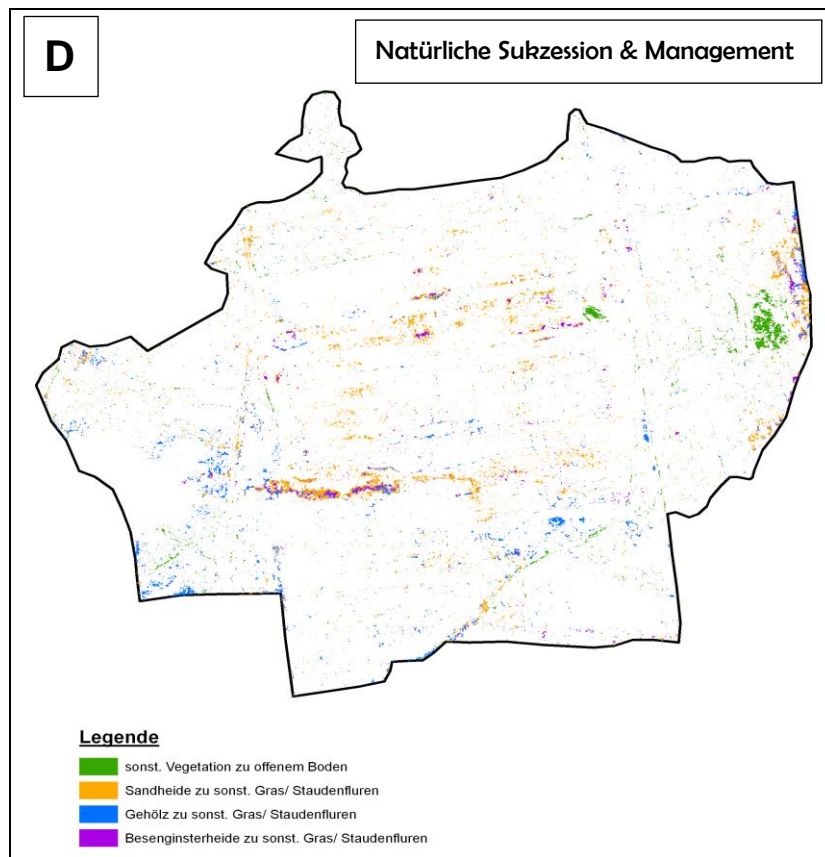 D
Natürliche Sukzession & Management
Legende
sonst. Vegetation zu offenem Boden
Sandheide zu sonst. Gras/ Staudenfluren
Gehölz zu sonst. Gras/ Staudenfluren
Besenginsterheide zu sonst. Gras/ Staudenfluren